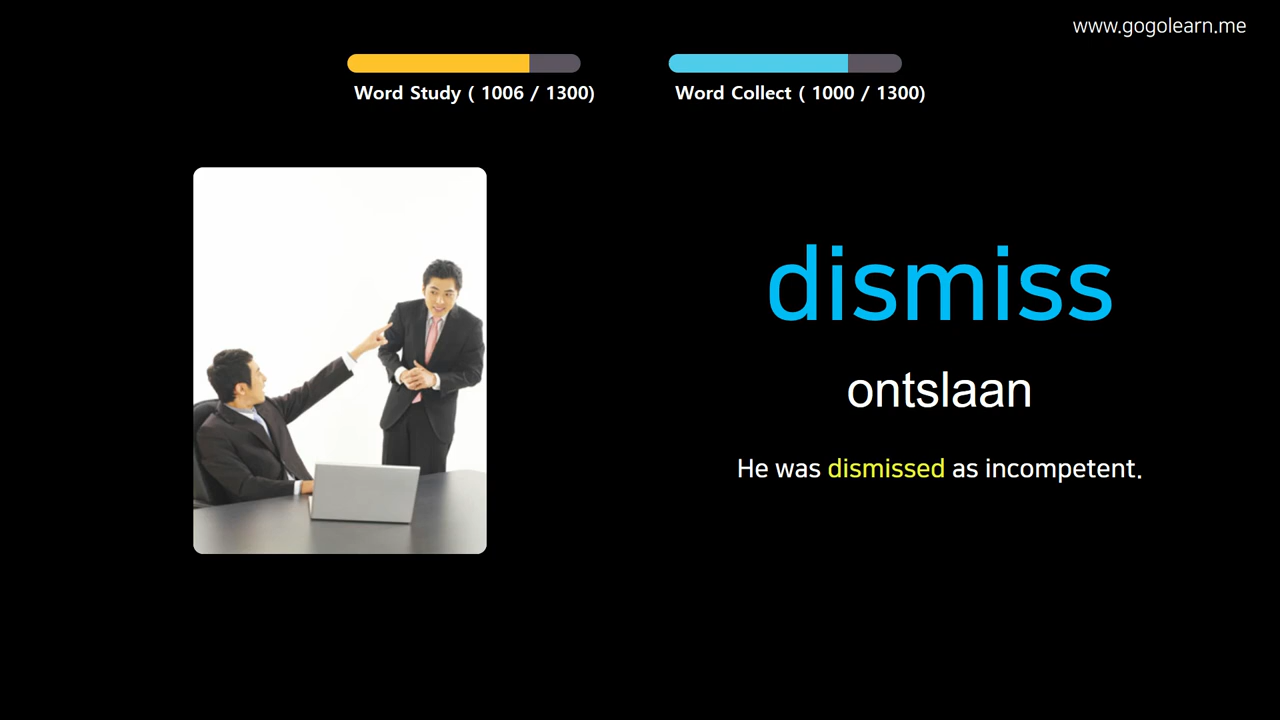 www.gogolearn.me
Word Study ( 1006 / 1300)
Word Collect ( 1000 / 1300)
dismiss
ontslaan
He was dismissed as incompetent.